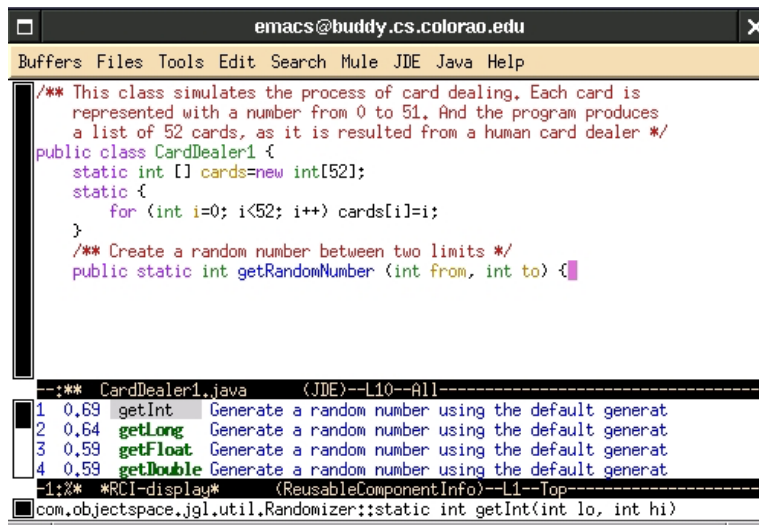 emacs@buddy.cs.colorao.edu
Buffers Files Tools Edit Search Mule JDE Java Help
/** This class simulates the process of card dealing. Each card is
represented with a number from 0 to 51. And the program produces
a list of 52 cards, as it is resulted from a human card dealer */
public class CardDealer1 {
static int [] cards=new int[52];
static {
for (int i=0; i<52; i++) cards[i]=i;
}
/** Create a random number between two limits */
public static int getRandomNumber (int from, int to) {
--:** CardDealer1.java (JDE)--L10--All----------------------------------
1 0.69 getInt Generate a random number using the default generat
2 0.64 getLong Generate a random number using the default generat
3 0.59 getFloat Generate a random number using the default generat
4 0.59 getDouble Generate a random number using the default generat
-1:%* *RCI-display* (ReusableComponentInfo)--L1--Top--------------------
com.objectspace.jgl.util.Randomizer::static int getInt(int lo, int hi)